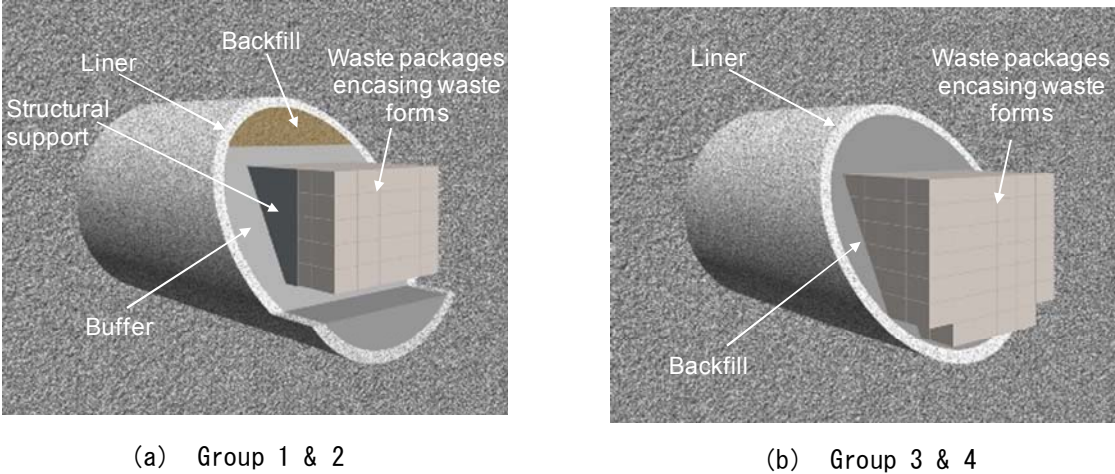 Backfill
Liner
Waste packages
encasing waste
forms
Structural
support
Buffer
(a) Group 1 & 2
Liner
Waste packages
encasing waste
forms
Backfill
(b) Group 3 & 4